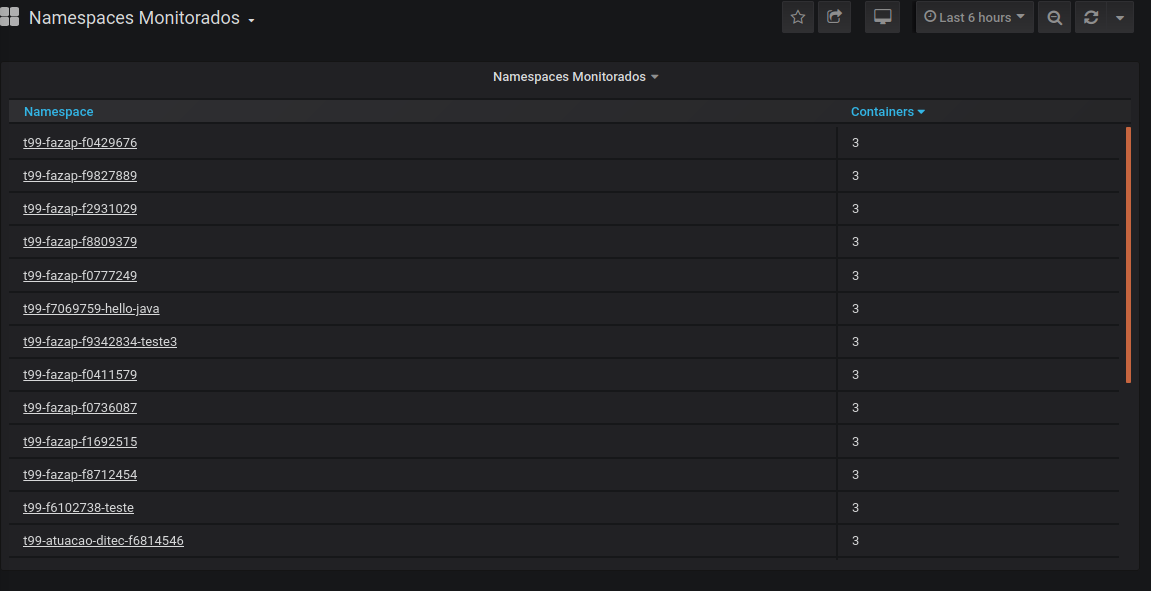 Namespaces Monitorados
Last 6 hours
Namespaces Monitorados
Namespace Containers
t99-fazap-f0429676 3
t99-fazap-f9827889 3
t99-fazap-f2931029 3
t99-fazap-f8809379 3
t99-fazap-f0777249 3
t99-f7069759-hello-java 3
t99-fazap-f9342834-teste3 3
t99-fazap-f0411579 3
t99-fazap-f0736087 3
t99-fazap-f1692515 3
t99-fazap-f8712454 3
t99-f6102738-teste 3
t99-atuacao-ditec-f6814546 3